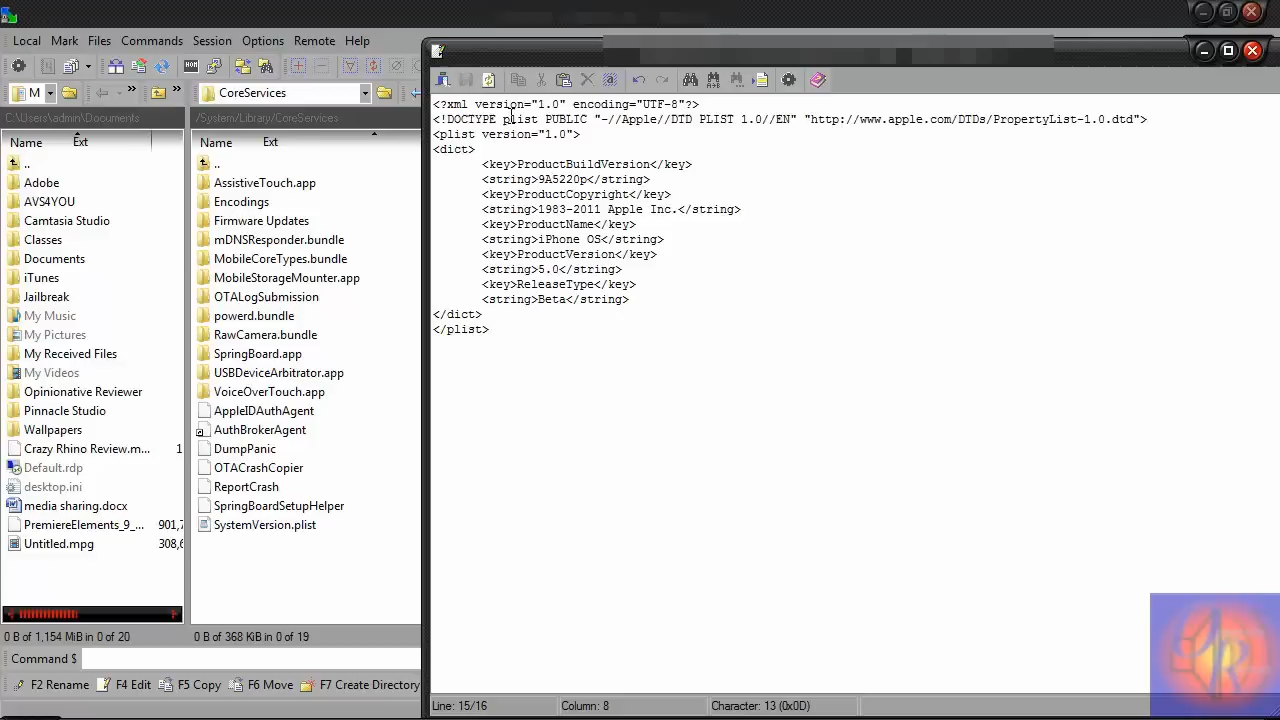 Local Mark Files Commands Session Options Remote Help
M
CoreServices
C:\Users\admin\Documents
/System/Library/CoreServices
Name Ext
..
Adobe
AVS4YOU
Camtasia Studio
Classes
Documents
iTunes
Jailbreak
My Music
My Pictures
My Received Files
My Videos
Opinionative Reviewer
Pinnacle Studio
Wallpapers
Crazy Rhino Review.m... 1
Default.rdp
desktop.ini
media sharing.docx
PremiereElements_9_... 901,7
Untitled.mpg 308,6
0 B of 1,154 MiB in 0 of 20
Name Ext
..
AssistiveTouch.app
Encodings
Firmware Updates
mDNSResponder.bundle
MobileCoreTypes.bundle
MobileStorageMounter.app
OTALogSubmission
powerd.bundle
RawCamera.bundle
SpringBoard.app
USBDeviceArbitrator.app
VoiceOverTouch.app
AppleIDAuthAgent
AuthBrokerAgent
DumpPanic
OTACrashCopier
ReportCrash
SpringBoardSetupHelper
SystemVersion.plist
0 B of 368 KiB in 0 of 19
Command $
F2 Rename F4 Edit F5 Copy F6 Move F7 Create Directory
<?xml version="1.0" encoding="UTF-8"?>
<!DOCTYPE plist PUBLIC "-//Apple//DTD PLIST 1.0//EN" "http://www.apple.com/DTDs/PropertyList-1.0.dtd">
<plist version="1.0">
<dict>
<key>ProductBuildVersion</key>
<string>9A5220p</string>
<key>ProductCopyright</key>
<string>1983-2011 Apple Inc.</string>
<key>ProductName</key>
<string>iPhone OS</string>
<key>ProductVersion</key>
<string>5.0</string>
<key>ReleaseType</key>
<string>Beta</string>
</dict>
</plist>
Line: 15/16 Column: 8 Character: 13 (0x0D)
R